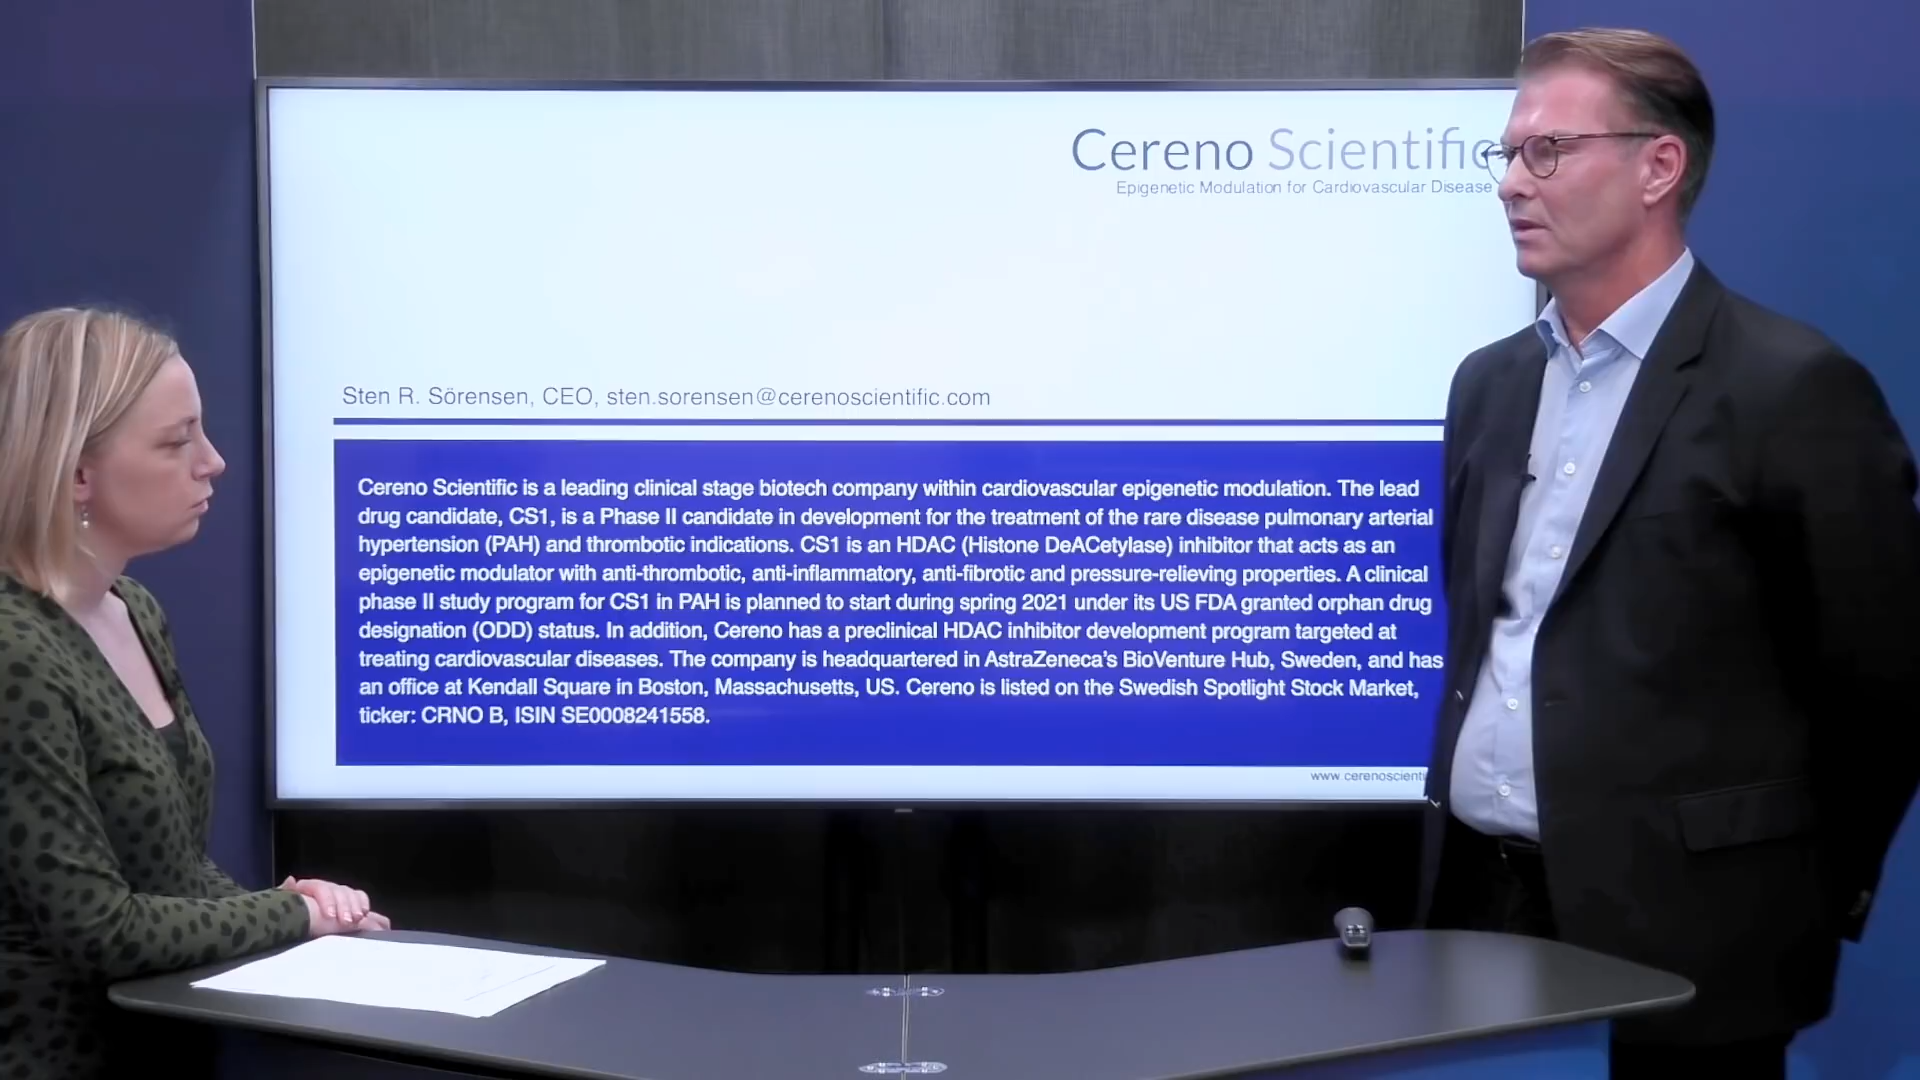 Cereno Scientific
Epigenetic Modulation for Cardiovascular Disease
Sten R. Sörensen, CEO, sten.sorensen@cerenoscientific.com
Cereno Scientific is a leading clinical stage biotech company within cardiovascular epigenetic modulation. The lead
drug candidate, CS1, is a Phase II candidate in development for the treatment of the rare disease pulmonary arterial
hypertension (PAH) and thrombotic indications. CS1 is an HDAC (Histone DeACetylase) inhibitor that acts as an
epigenetic modulator with anti-thrombotic, anti-inflammatory, anti-fibrotic and pressure-relieving properties. A clinical
phase II study program for CS1 in PAH is planned to start during spring 2021 under its US FDA granted orphan drug
designation (ODD) status. In addition, Cereno has a preclinical HDAC inhibitor development program targeted at
treating cardiovascular diseases. The company is headquartered in AstraZeneca's BioVenture Hub, Sweden, and has
an office at Kendall Square in Boston, Massachusetts, US. Cereno is listed on the Swedish Spotlight Stock Market,
ticker: CRNO B, ISIN SE0008241558.
www.cerenoscienti